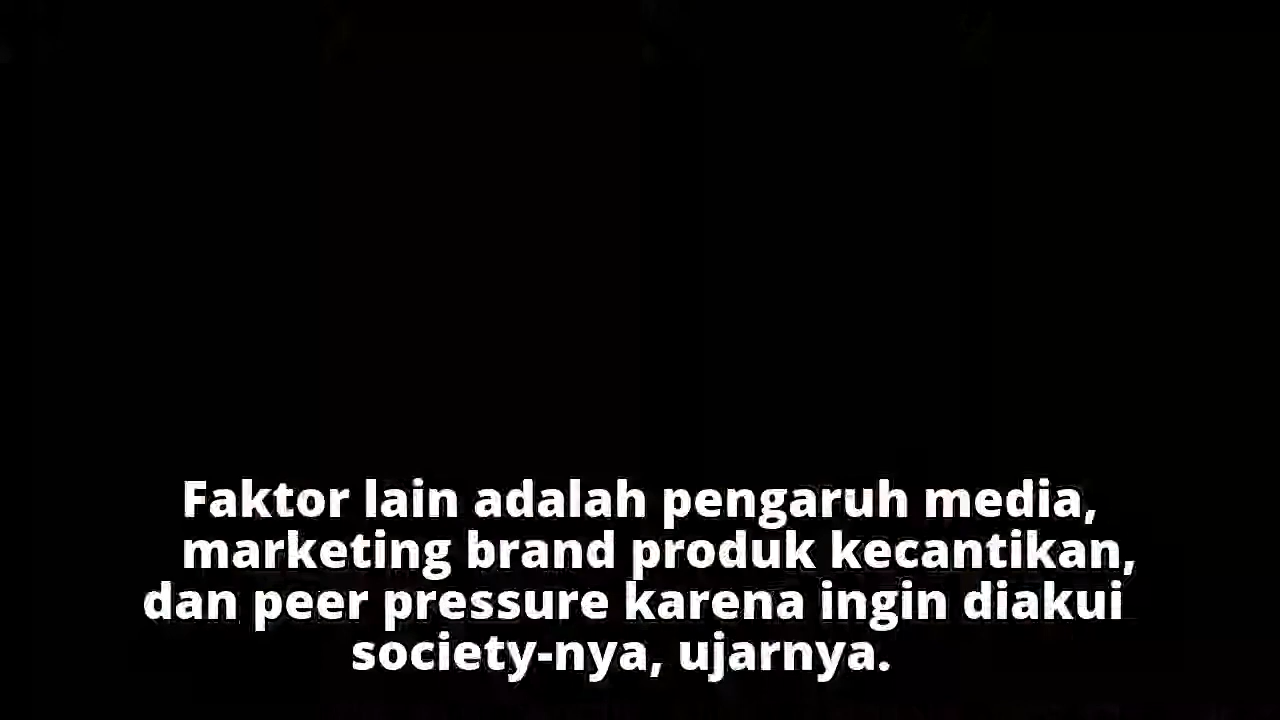 Faktor lain adalah pengaruh media,
marketing brand produk kecantikan,
dan peer pressure karena ingin diakui
society-nya, ujarnya.